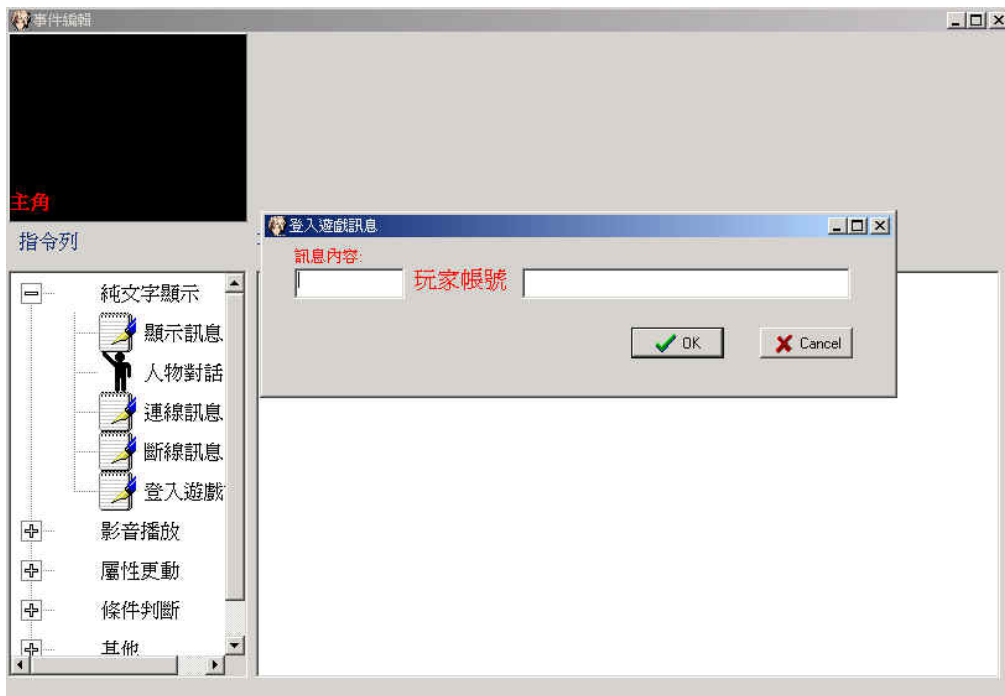 事件編輯
主角
指令列
登入遊戲訊息
訊息內容:
玩家帳號
OK
Cancel
純文字顯示
顯示訊息
人物對話
連線訊息
斷線訊息
登入遊戲
影音播放
屬性更動
條件判斷
其他